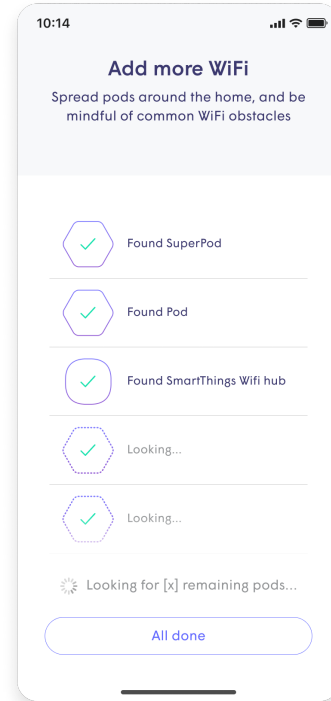 10:14
Add more WiFi
Spread pods around the home, and be
mindful of common WiFi obstacles
Found SuperPod
Found Pod
Found SmartThings Wifi hub
Looking...
Looking...
Looking for [x] remaining pods...
All done